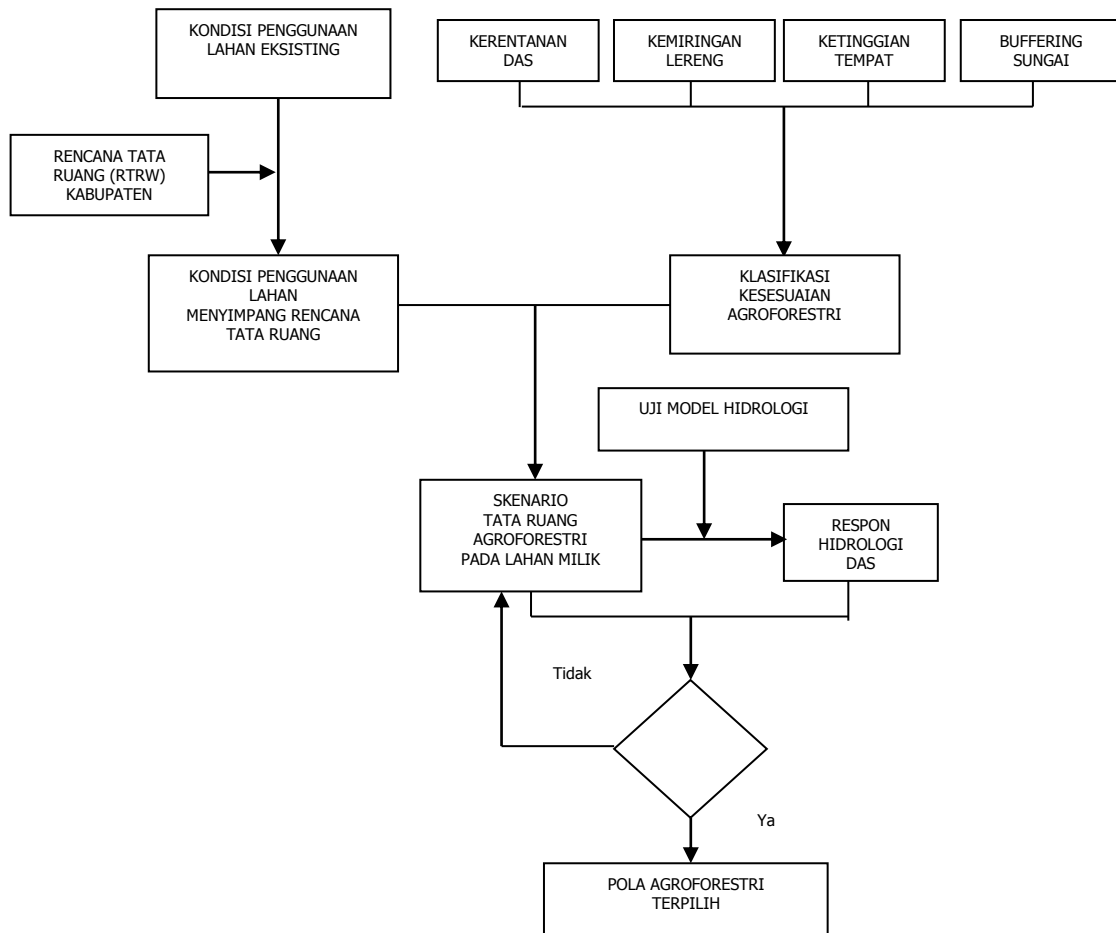 KONDISI PENGGUNAAN
LAHAN EKSISTING
KERENTANAN
DAS
KEMIRINGAN
LERENG
KETINGGIAN
TEMPAT
BUFFERING
SUNGAI
RENCANA TATA
RUANG (RTRW)
KABUPATEN
KONDISI PENGGUNAAN
LAHAN
MENYIMPANG RENCANA
TATA RUANG
KLASIFIKASI
KESESUAIAN
AGROFORESTRI
UJI MODEL HIDROLOGI
SKENARIO
TATA RUANG
AGROFORESTRI
PADA LAHAN MILIK
RESPON
HIDROLOGI
DAS
Tidak
Ya
POLA AGROFORESTRI
TERPILIH